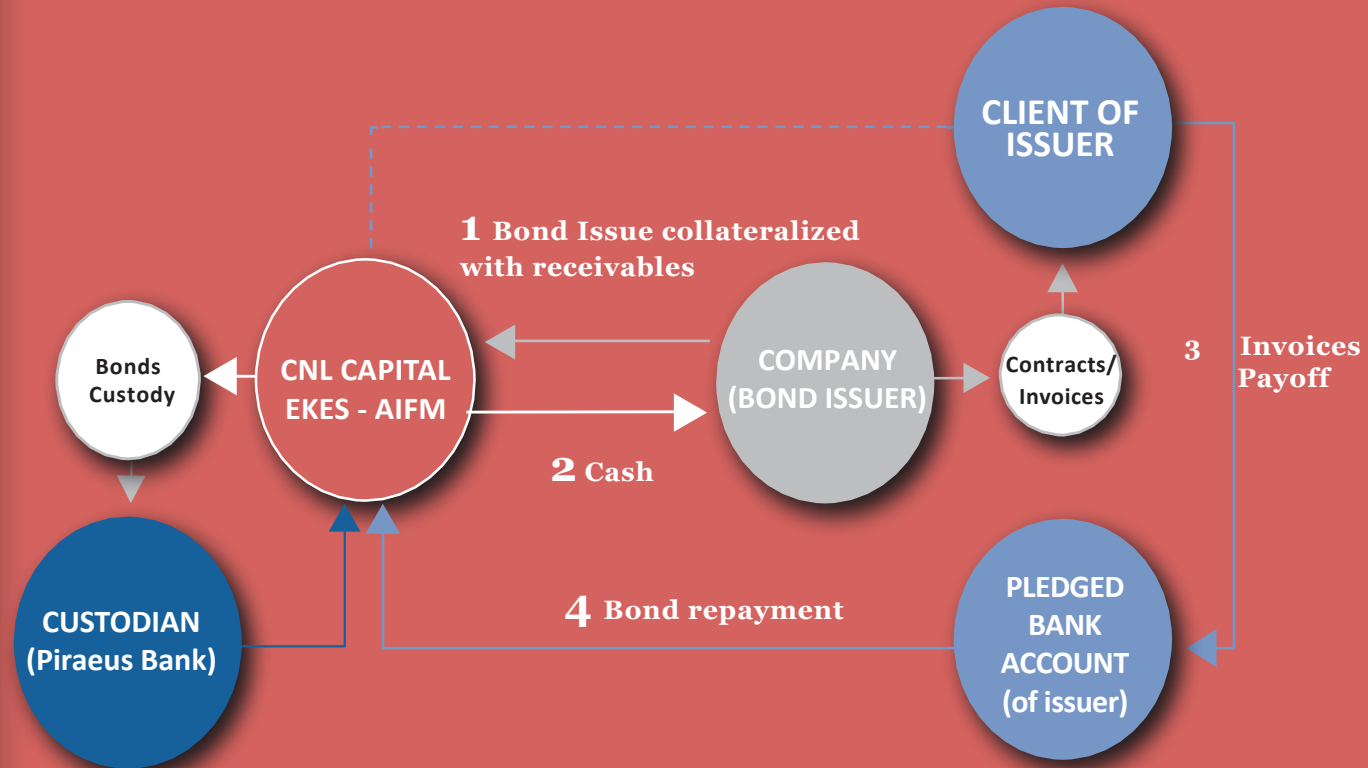 CLIENT OF
ISSUER
1 Bond Issue collateralized
with receivables
Bonds
Custody
CNL CAPITAL
EKES - AIFM
COMPANY
(BOND ISSUER)
Contracts/
Invoices
3 Invoices
Payoff
2 Cash
CUSTODIAN
(Piraeus Bank)
4 Bond repayment
PLEDGED
BANK
ACCOUNT
(of issuer)